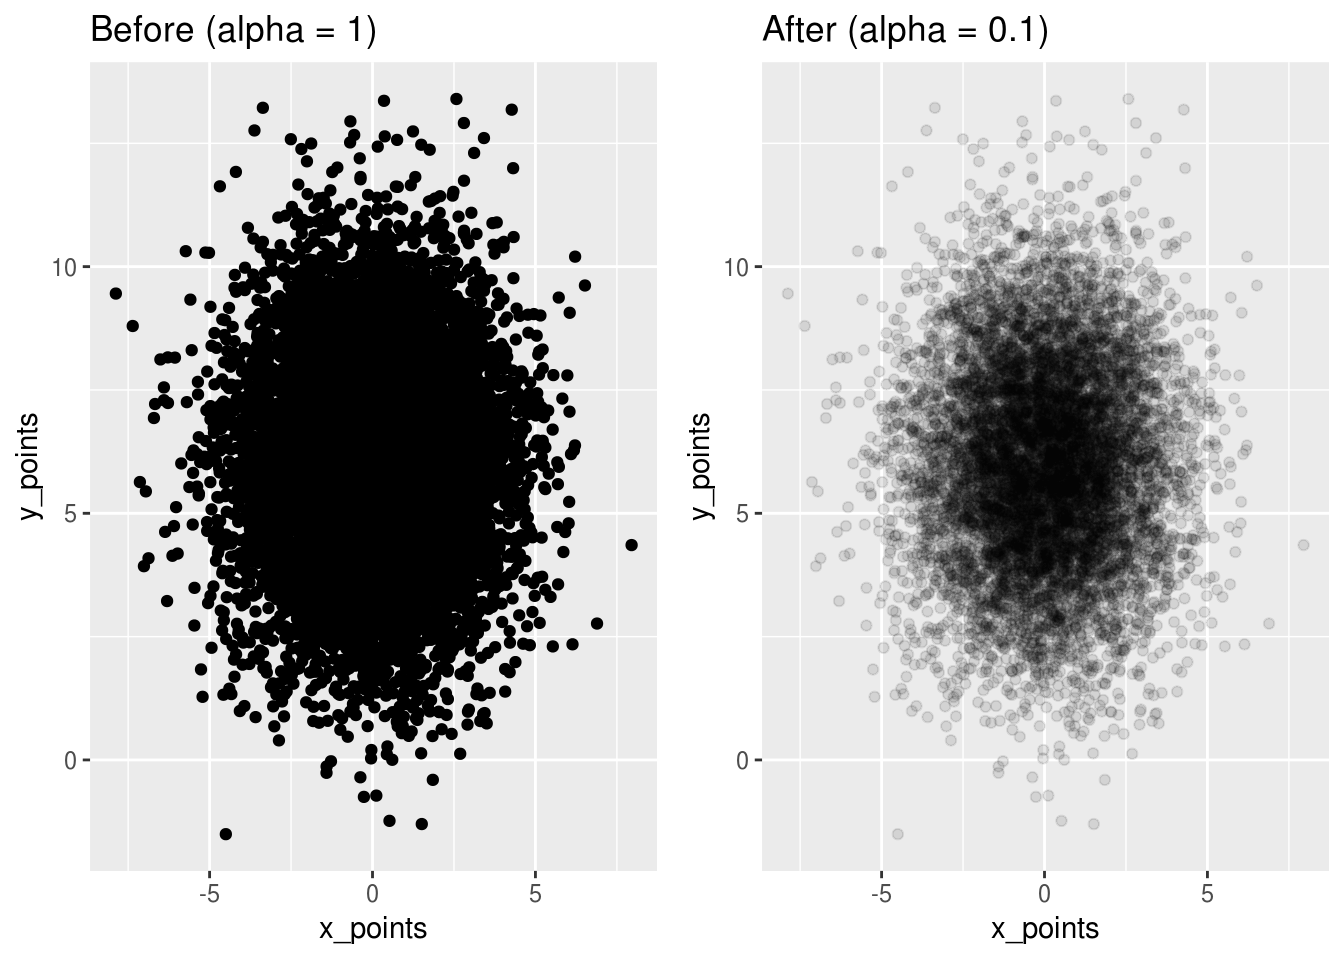 Before (alpha = 1)
10
5
0
-5
0
5
x_points
y_points
After (alpha = 0.1)
10
5
0
-5
0
5
x_points
y_points